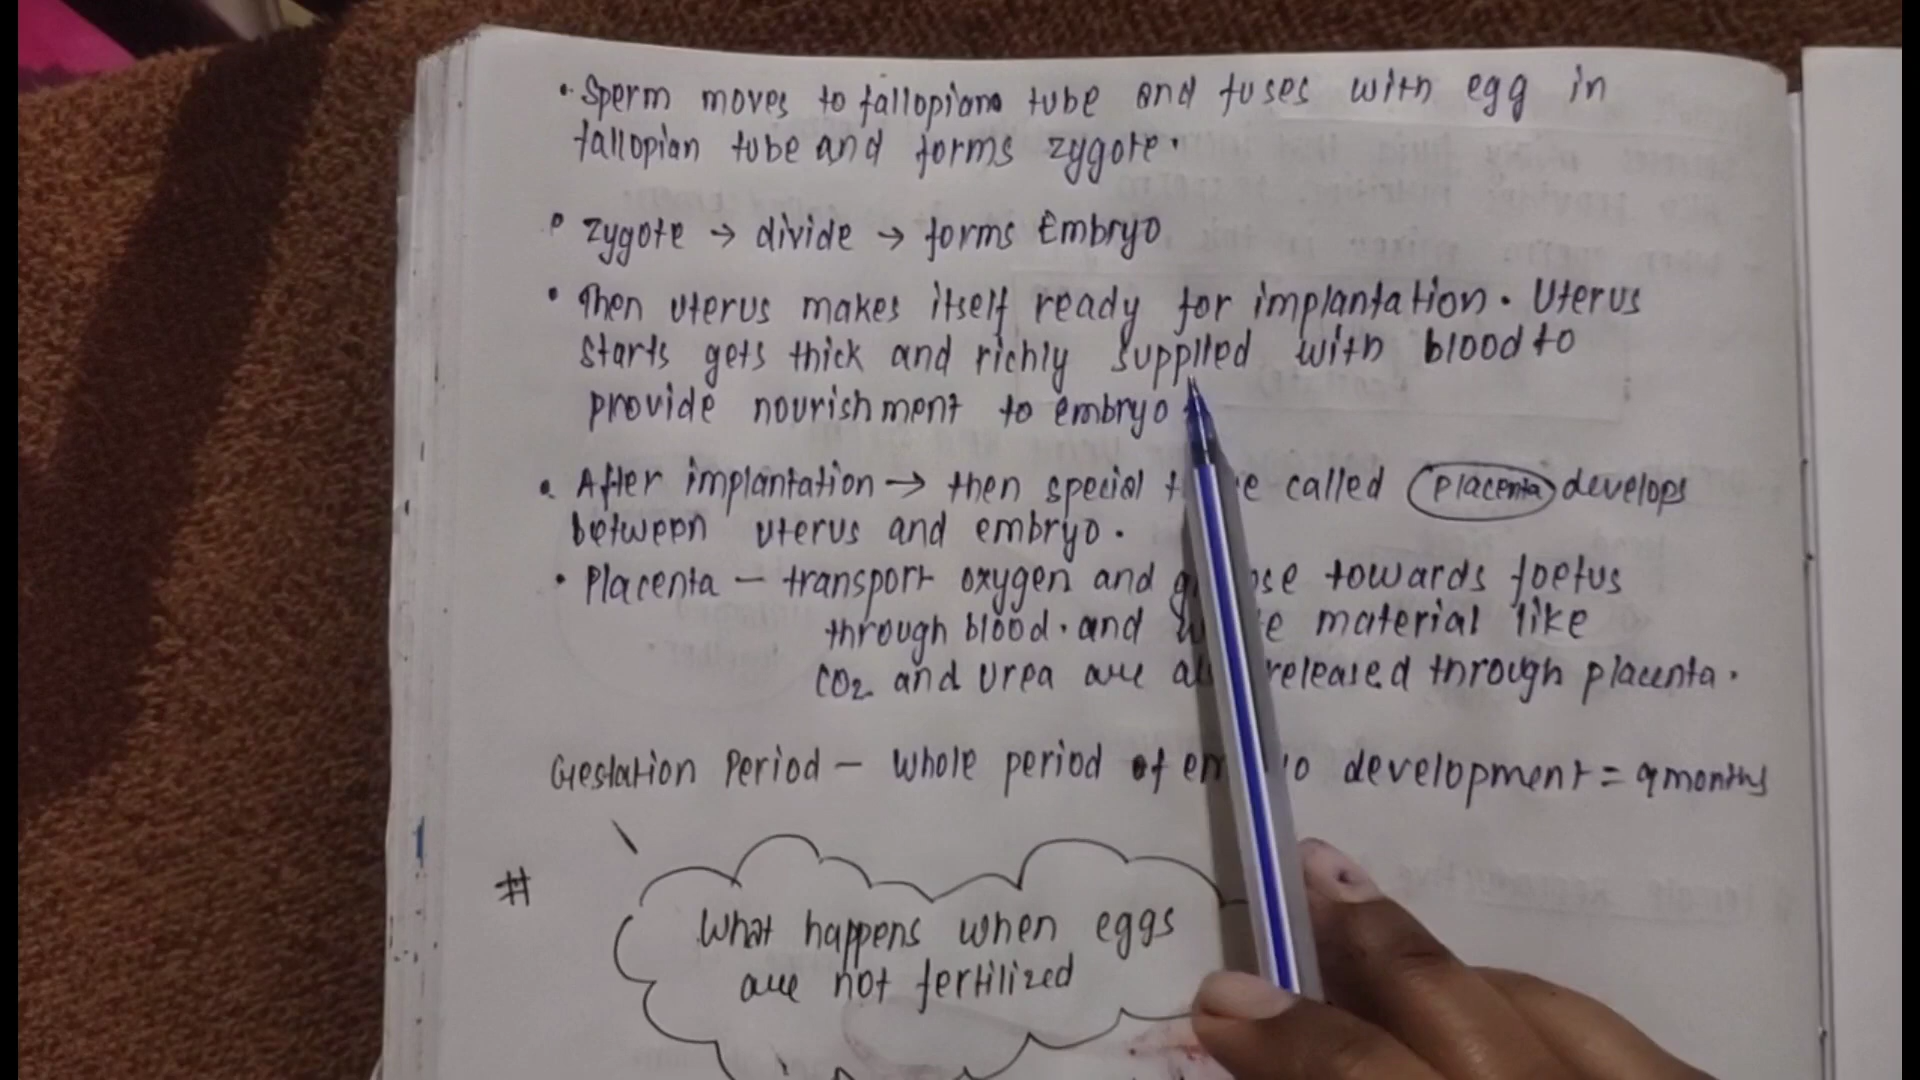 • Sperm moves to fallopiano tube and fuses with egg in
fallopian tube and forms zygote.
• zygote → divide → forms Embryo
• Then uterus makes itself ready for implantation. Uterus
starts gets thick and richly supplied with blood to
provide nourishment to embryo
• After implantation → then special called placenta develops
between uterus and embryo.
• Placenta — transport oxygen and towards foetus
through blood. and material like
CO2 and urea are released through placenta.
Gestation Period — Whole period of development = 9 months
# What happens when eggs
are not fertilized